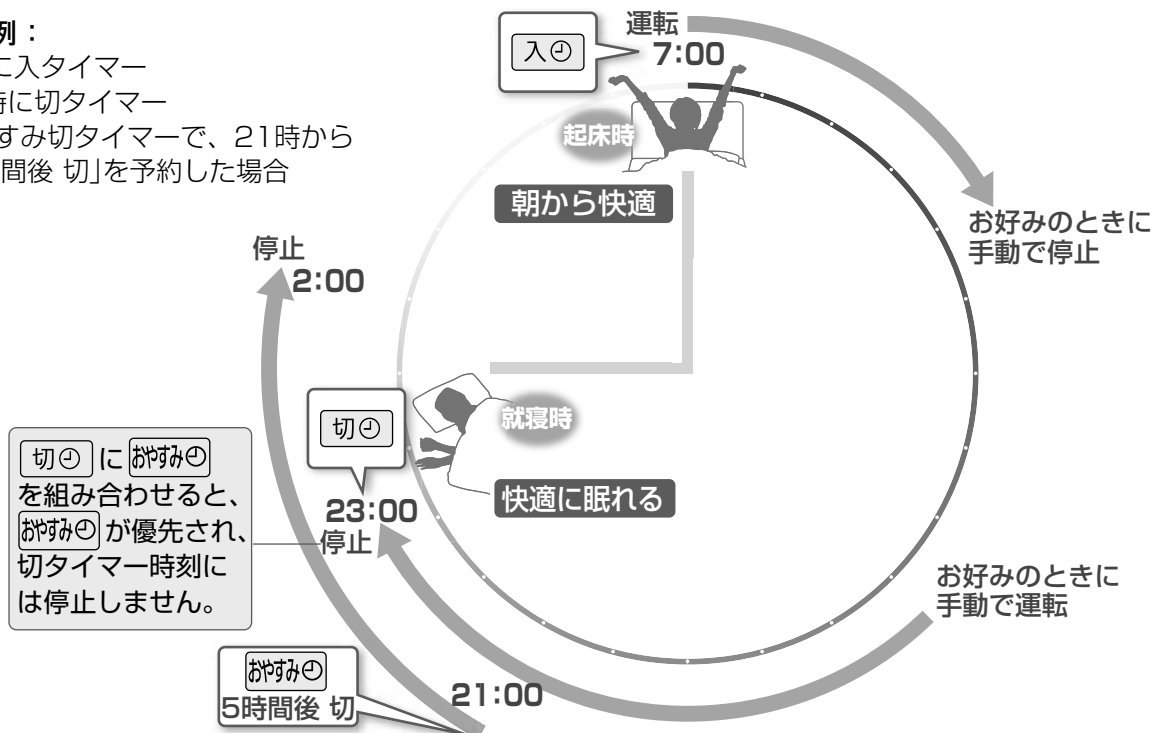 例：
に入タイマー
時に切タイマー
すみ切タイマーで、21時から
間後 切」を予約した場合
入
運転
7:00
起床時
朝から快適
お好みのときに
手動で停止
停止
2:00
切
就寝時
快適に眠れる
23:00
停止
切 に おやすみ
を組み合わせると、
おやすみ が優先され、
切タイマー時刻に
は停止しません。
お好みのときに
手動で運転
おやすみ
5時間後 切
21:00